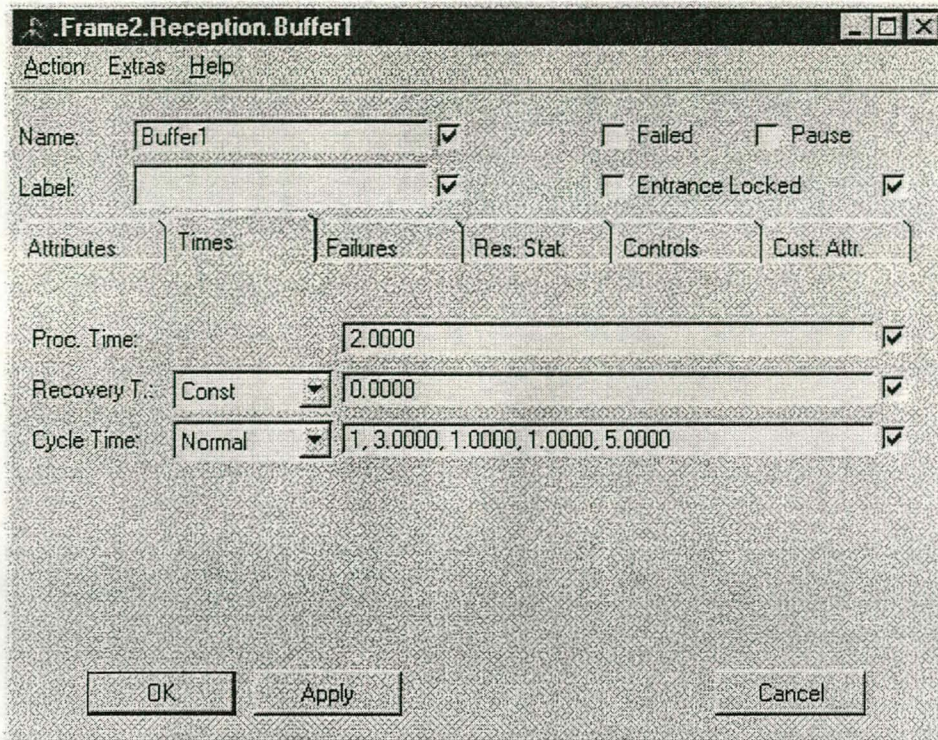 .Frame2.Reception.Buffer1
Action Extras Help
Name: Buffer1 Failed Pause
Label: Entrance Locked
Attributes Times Failures Res. Stat. Controls Cust. Attr.
Proc. Time: 2.0000
Recovery T.: Const 0.0000
Cycle Time: Normal 1, 3.0000, 1.0000, 1.0000, 5.0000
OK Apply Cancel